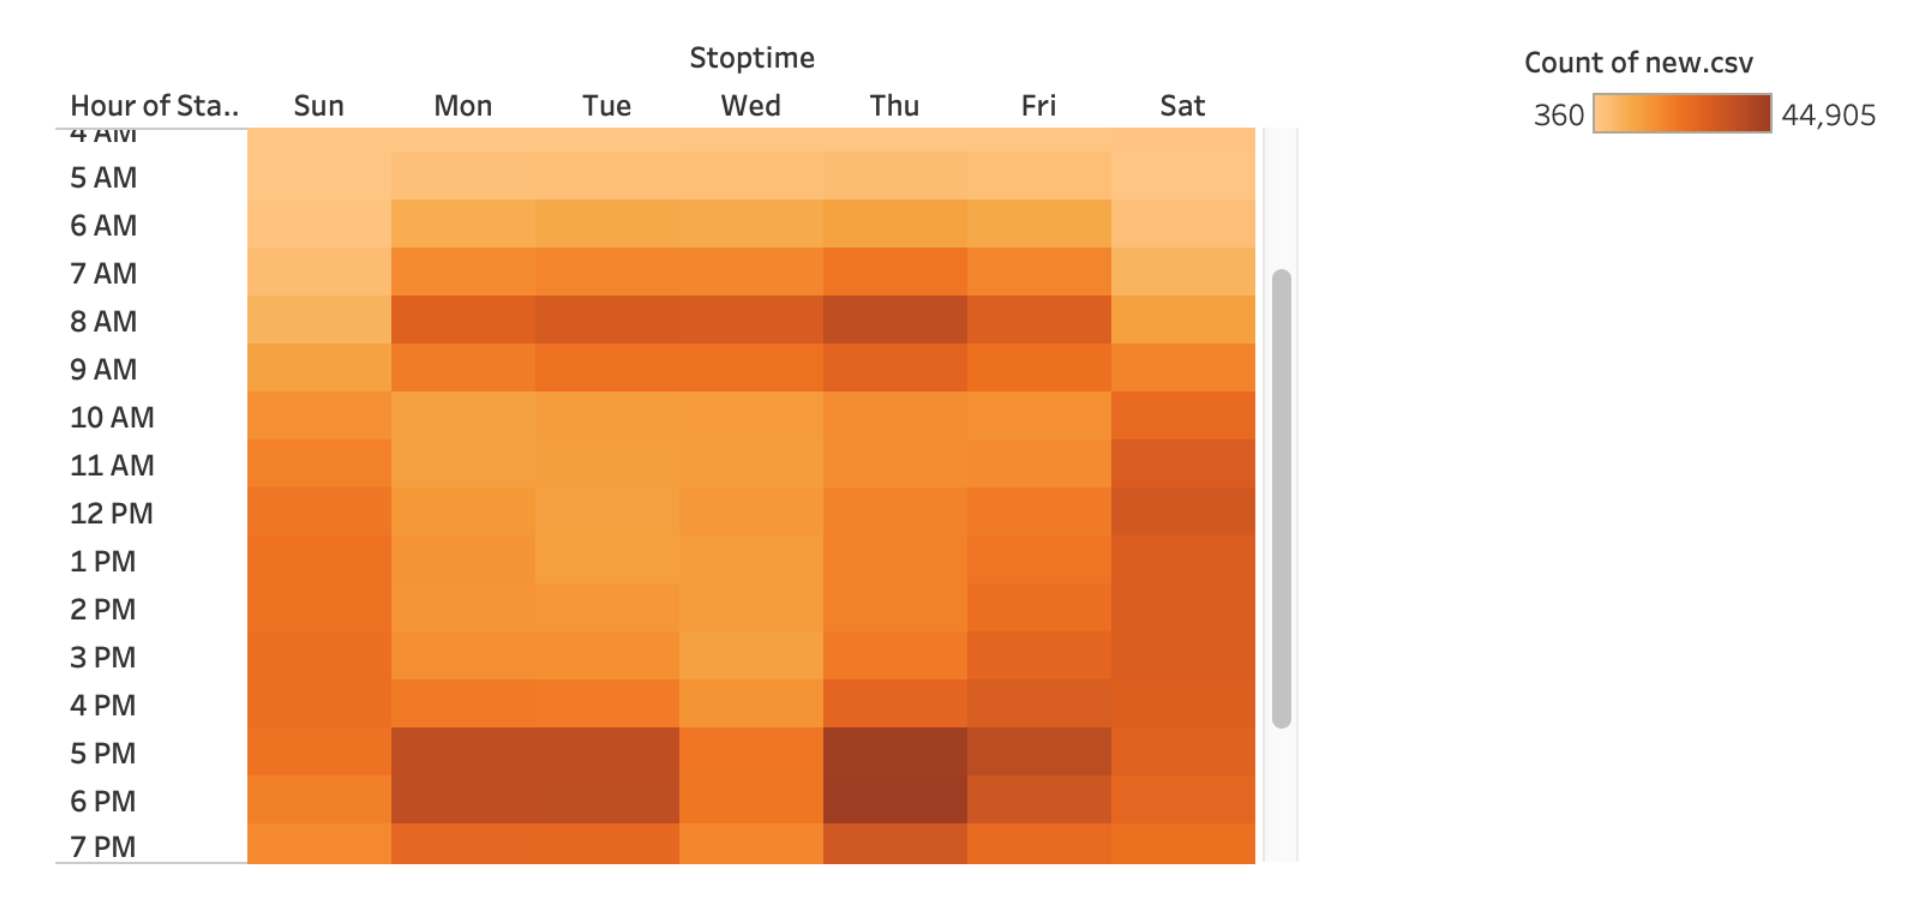 Stoptime
Count of new.csv
360 44,905
Hour of Sta.. Sun Mon Tue Wed Thu Fri Sat
4 AM
5 AM
6 AM
7 AM
8 AM
9 AM
10 AM
11 AM
12 PM
1 PM
2 PM
3 PM
4 PM
5 PM
6 PM
7 PM